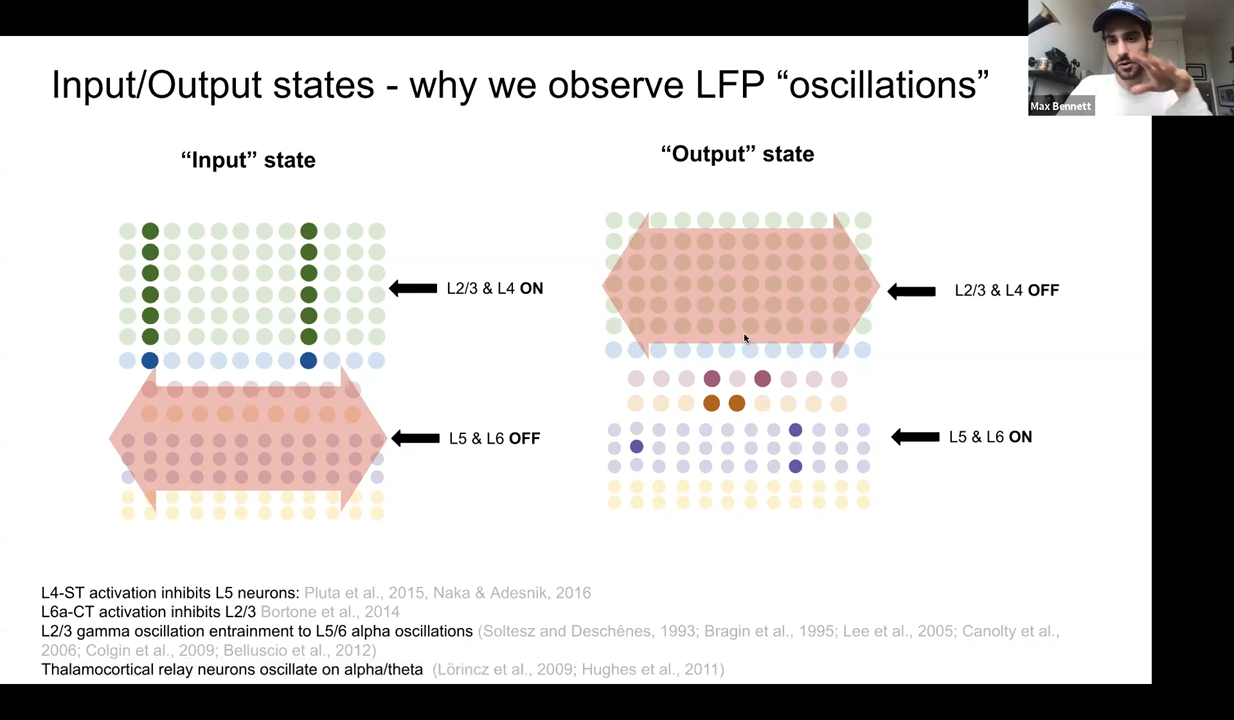 Input/Output states - why we observe LFP “oscillations”
Max Bennett
“Input” state
“Output” state
L2/3 & L4 ON
L5 & L6 OFF
L2/3 & L4 OFF
L5 & L6 ON
L4-ST activation inhibits L5 neurons: Pluta et al., 2015, Naka & Adesnik, 2016
L6a-CT activation inhibits L2/3 Bortone et al., 2014
L2/3 gamma oscillation entrainment to L5/6 alpha oscillations (Soltesz and Deschênes, 1993; Bragin et al., 1995; Lee et al., 2005; Canolty et al.,
2006; Colgin et al., 2009; Belluscio et al., 2012)
Thalamocortical relay neurons oscillate on alpha/theta (Lörincz et al., 2009; Hughes et al., 2011)